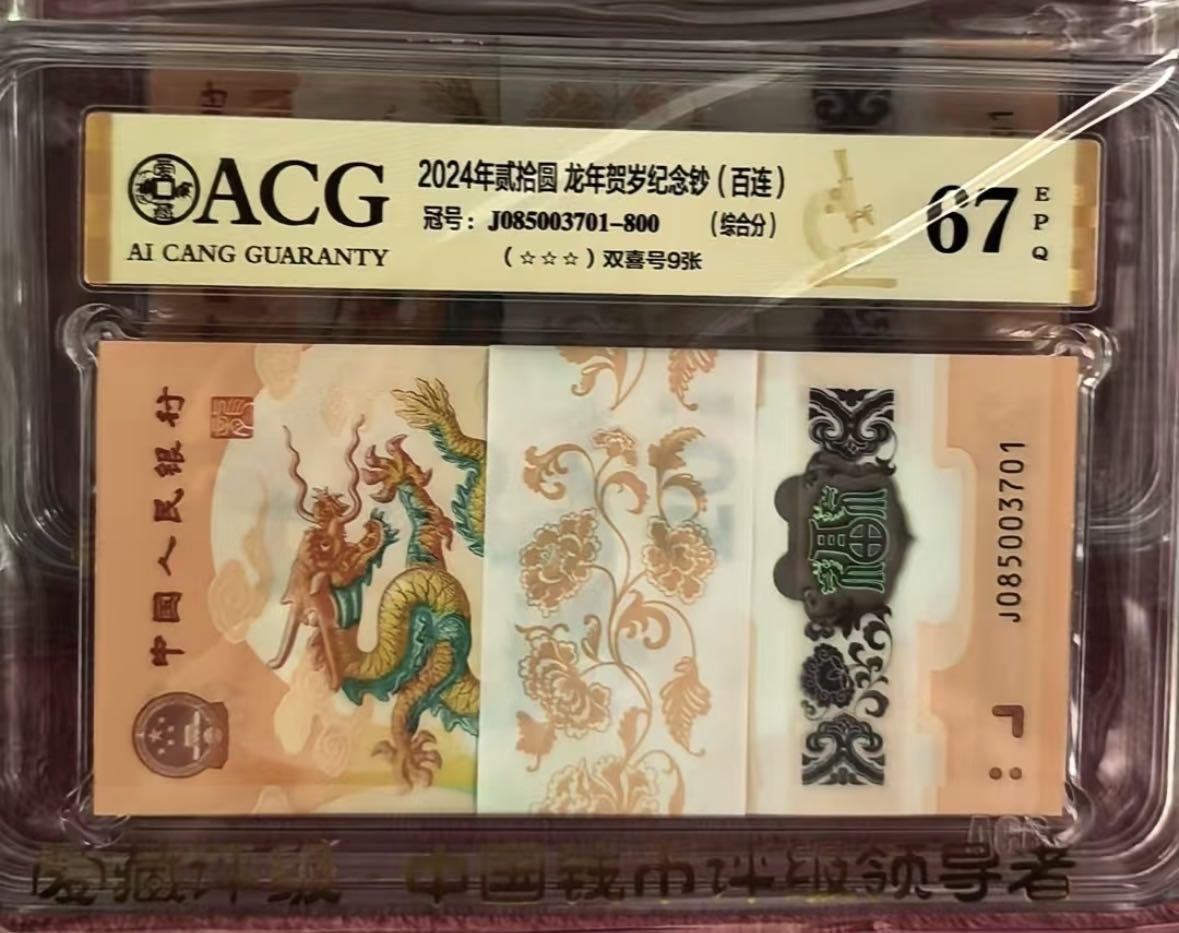 ACG
AI CANG GUARANTY
2024年贰拾圆 龙年贺岁纪念钞（百连）
冠号：J085003701-800 （综合分）
（☆☆☆）双喜号9张
67
EPQ
中国人民银行
J085003701
ACG
爱藏评级 中国钱币评级领导者